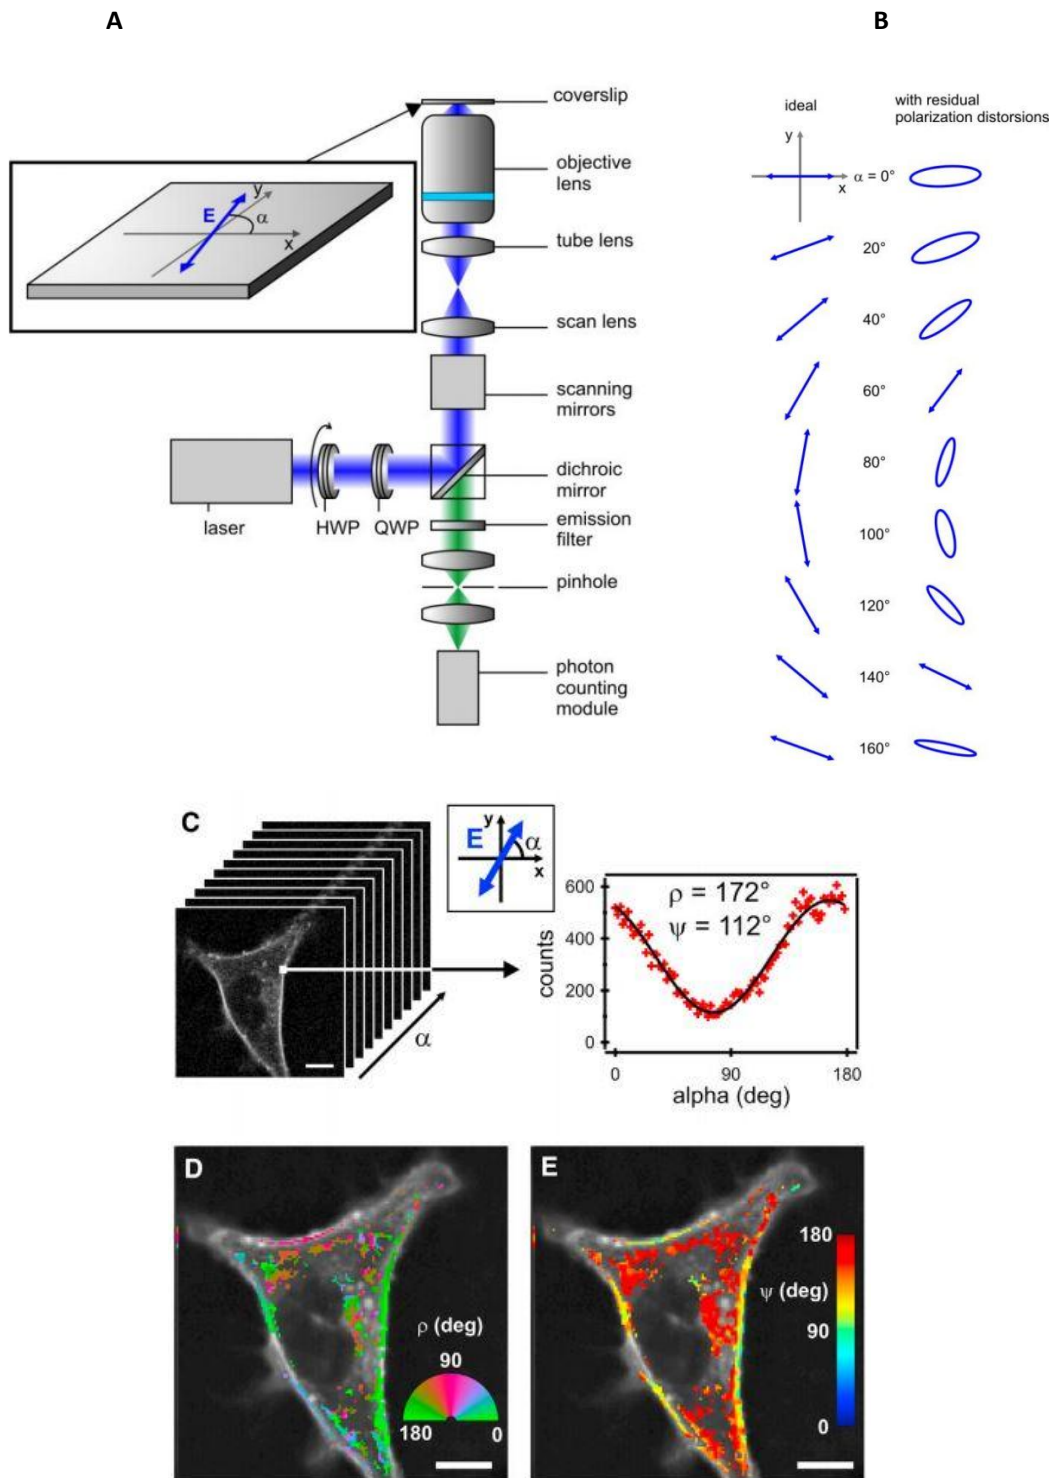 A
B
coverslip
objective
lens
tube lens
scan lens
scanning
mirrors
dichroic
mirror
emission
filter
pinhole
photon
counting
module
laser
HWP
QWP
E
y
α
x
ideal
with residual
polarization distorsions
y
x
α = 0°
20°
40°
60°
80°
100°
120°
140°
160°
C
α
y
E
α
x
600
400
200
0
counts
ρ = 172°
ψ = 112°
0
90
180
alpha (deg)
D
ρ (deg)
90
180
0
E
ψ (deg)
180
90
0